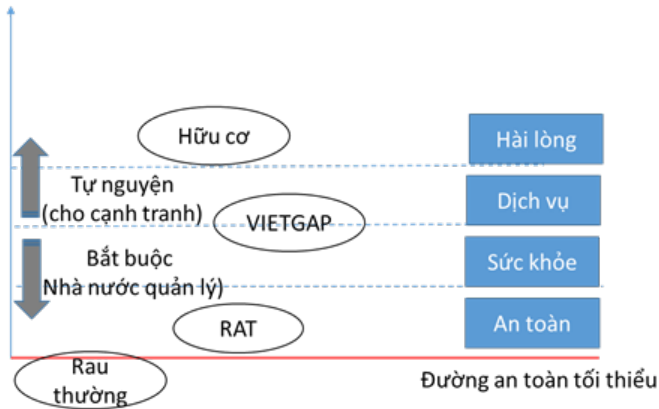 Hữu cơ
Hài lòng
Tự nguyện
(cho cạnh tranh)
Dịch vụ
VIETGAP
Bắt buộc
Nhà nước quản lý)
Sức khỏe
RAT
An toàn
Rau
thường
Đường an toàn tối thiểu